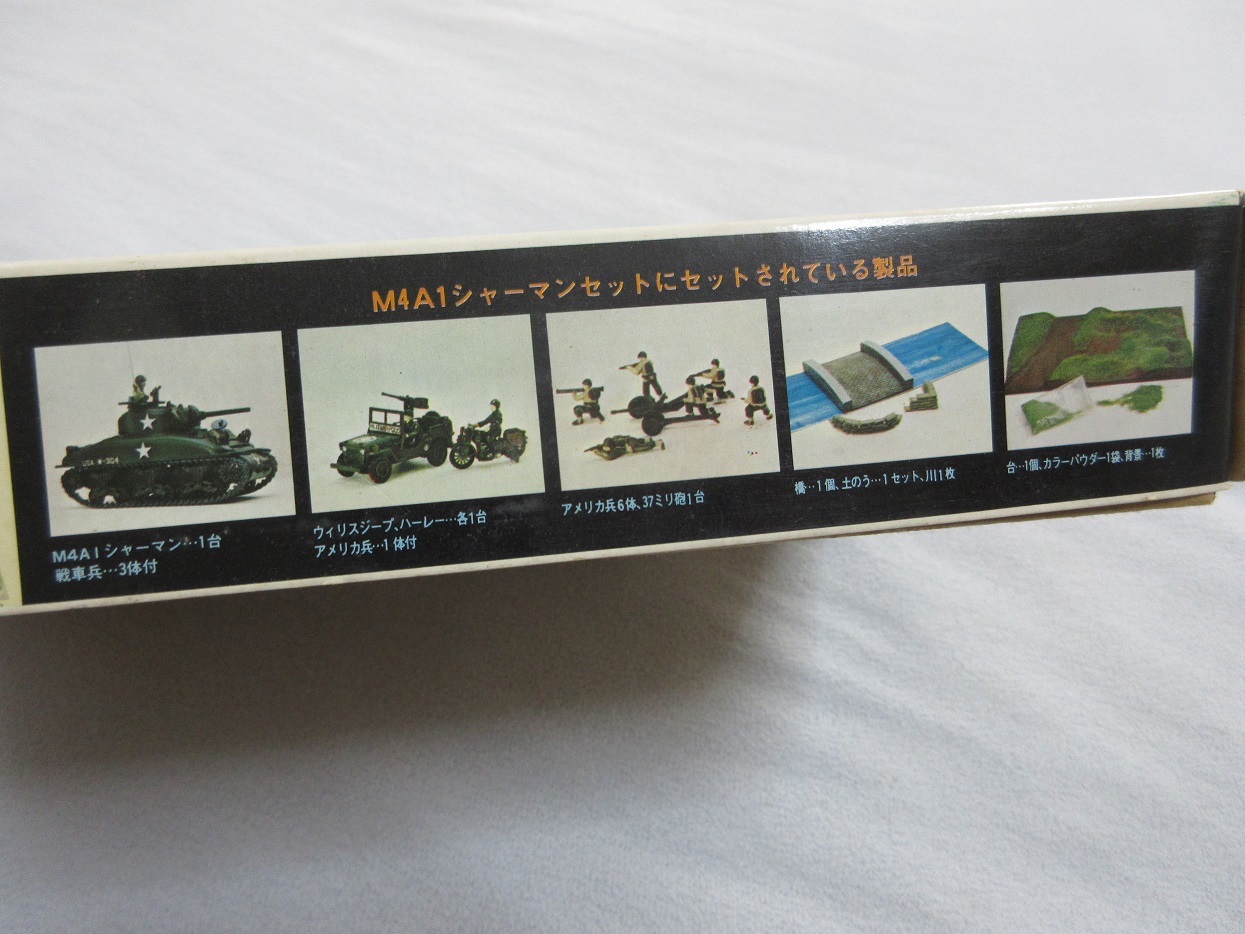 M4A1シャーマンセットにセットされている製品
M4A1シャーマン…1台
戦車兵…3体付
ウィリスジープ、ハーレー…各1台
アメリカ兵…1体付
アメリカ兵6体、37ミリ砲1台
橋…1個、土のう…1セット、川1枚
台…1個、カラーパウダー1袋、背景…1枚